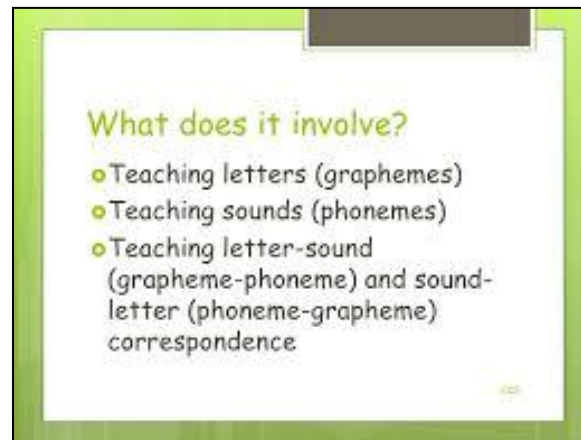 What does it involve?
Teaching letters (graphemes)
Teaching sounds (phonemes)
Teaching letter-sound
(grapheme-phoneme) and sound-
letter (phoneme-grapheme)
correspondence